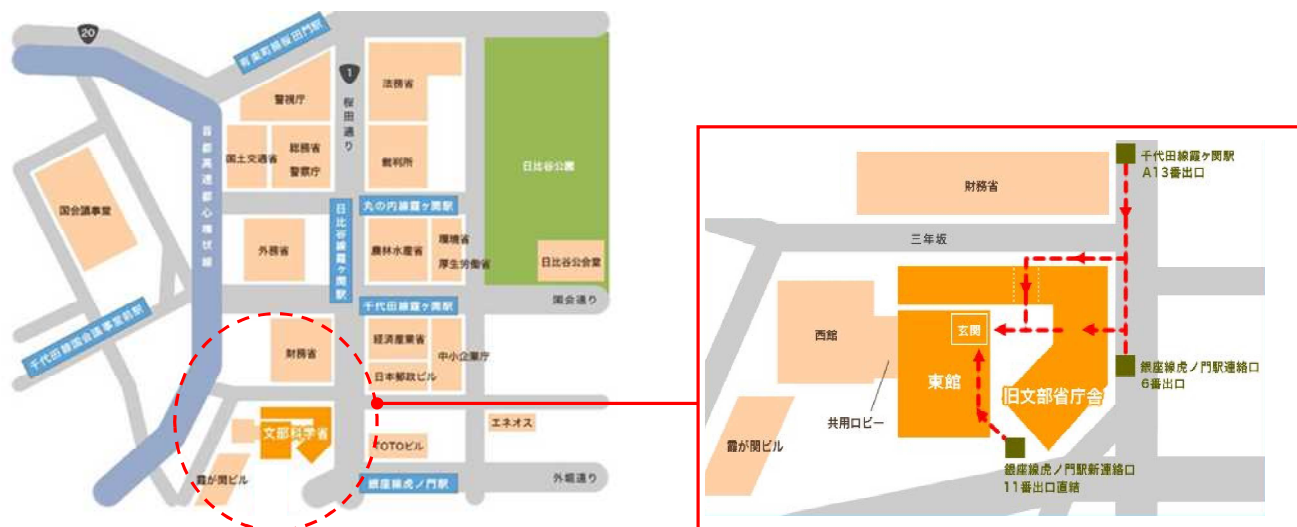 20
有楽町線桜田門駅
1
桜田通り
法務省
警視庁
国土交通省
総務省
警察庁
裁判所
日比谷公園
首都高速都心環状線
国会議事堂
丸の内線霞ヶ関駅
日比谷線霞ヶ関駅
外務省
農林水産省
環境省
厚生労働省
日比谷公会堂
国会通り
千代田線霞ヶ関駅
千代田線国会議事堂前駅
財務省
経済産業省
中小企業庁
日本郵政ビル
文部科学省
エネオス
TOTOビル
霞が関ビル
銀座線虎ノ門駅
外堀通り
千代田線霞ヶ関駅
A13番出口
財務省
三年坂
西館
玄関
東館
旧文部省庁舎
共用ロビー
霞が関ビル
銀座線虎ノ門駅連絡口
6番出口
銀座線虎ノ門駅新連絡口
11番出口直結